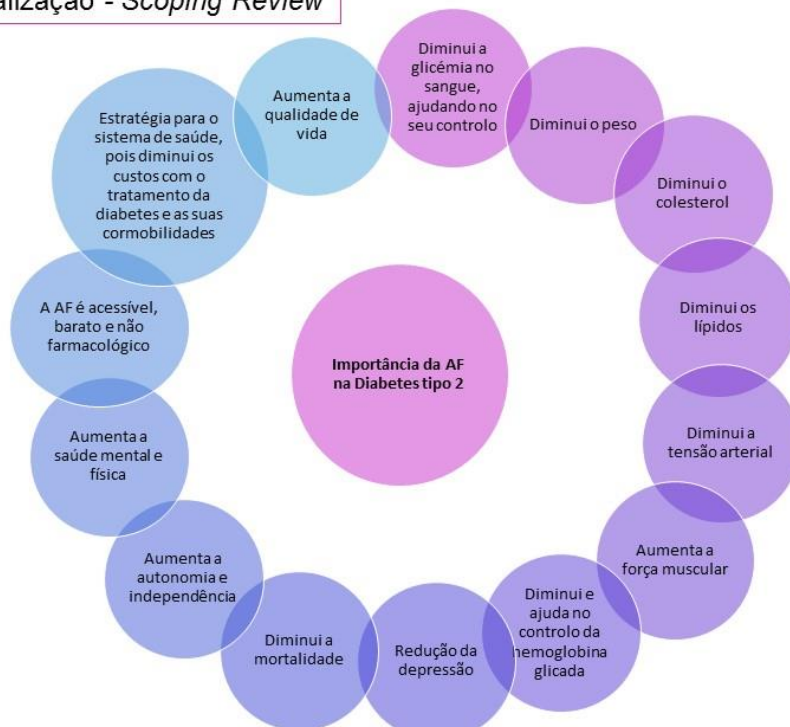 - Scoping Review
Diminui a
glicémia no
sangue,
ajudando no
seu controlo
Diminui o peso
Diminui o
colesterol
Diminui os
lípidos
Diminui a
tensão arterial
Aumenta a
força muscular
Diminui e
ajuda no
controlo da
hemoglobina
glicada
Redução da
depressão
Diminui a
mortalidade
Aumenta a
autonomia e
independência
Aumenta a
saúde mental e
física
A AF é acessível,
barato e não
farmacológico
Estratégia para o
sistema de saúde,
pois diminui os
custos com o
tratamento da
diabetes e as suas
cormobilidades
Aumenta a
qualidade de
vida
Importância da AF
na Diabetes tipo 2